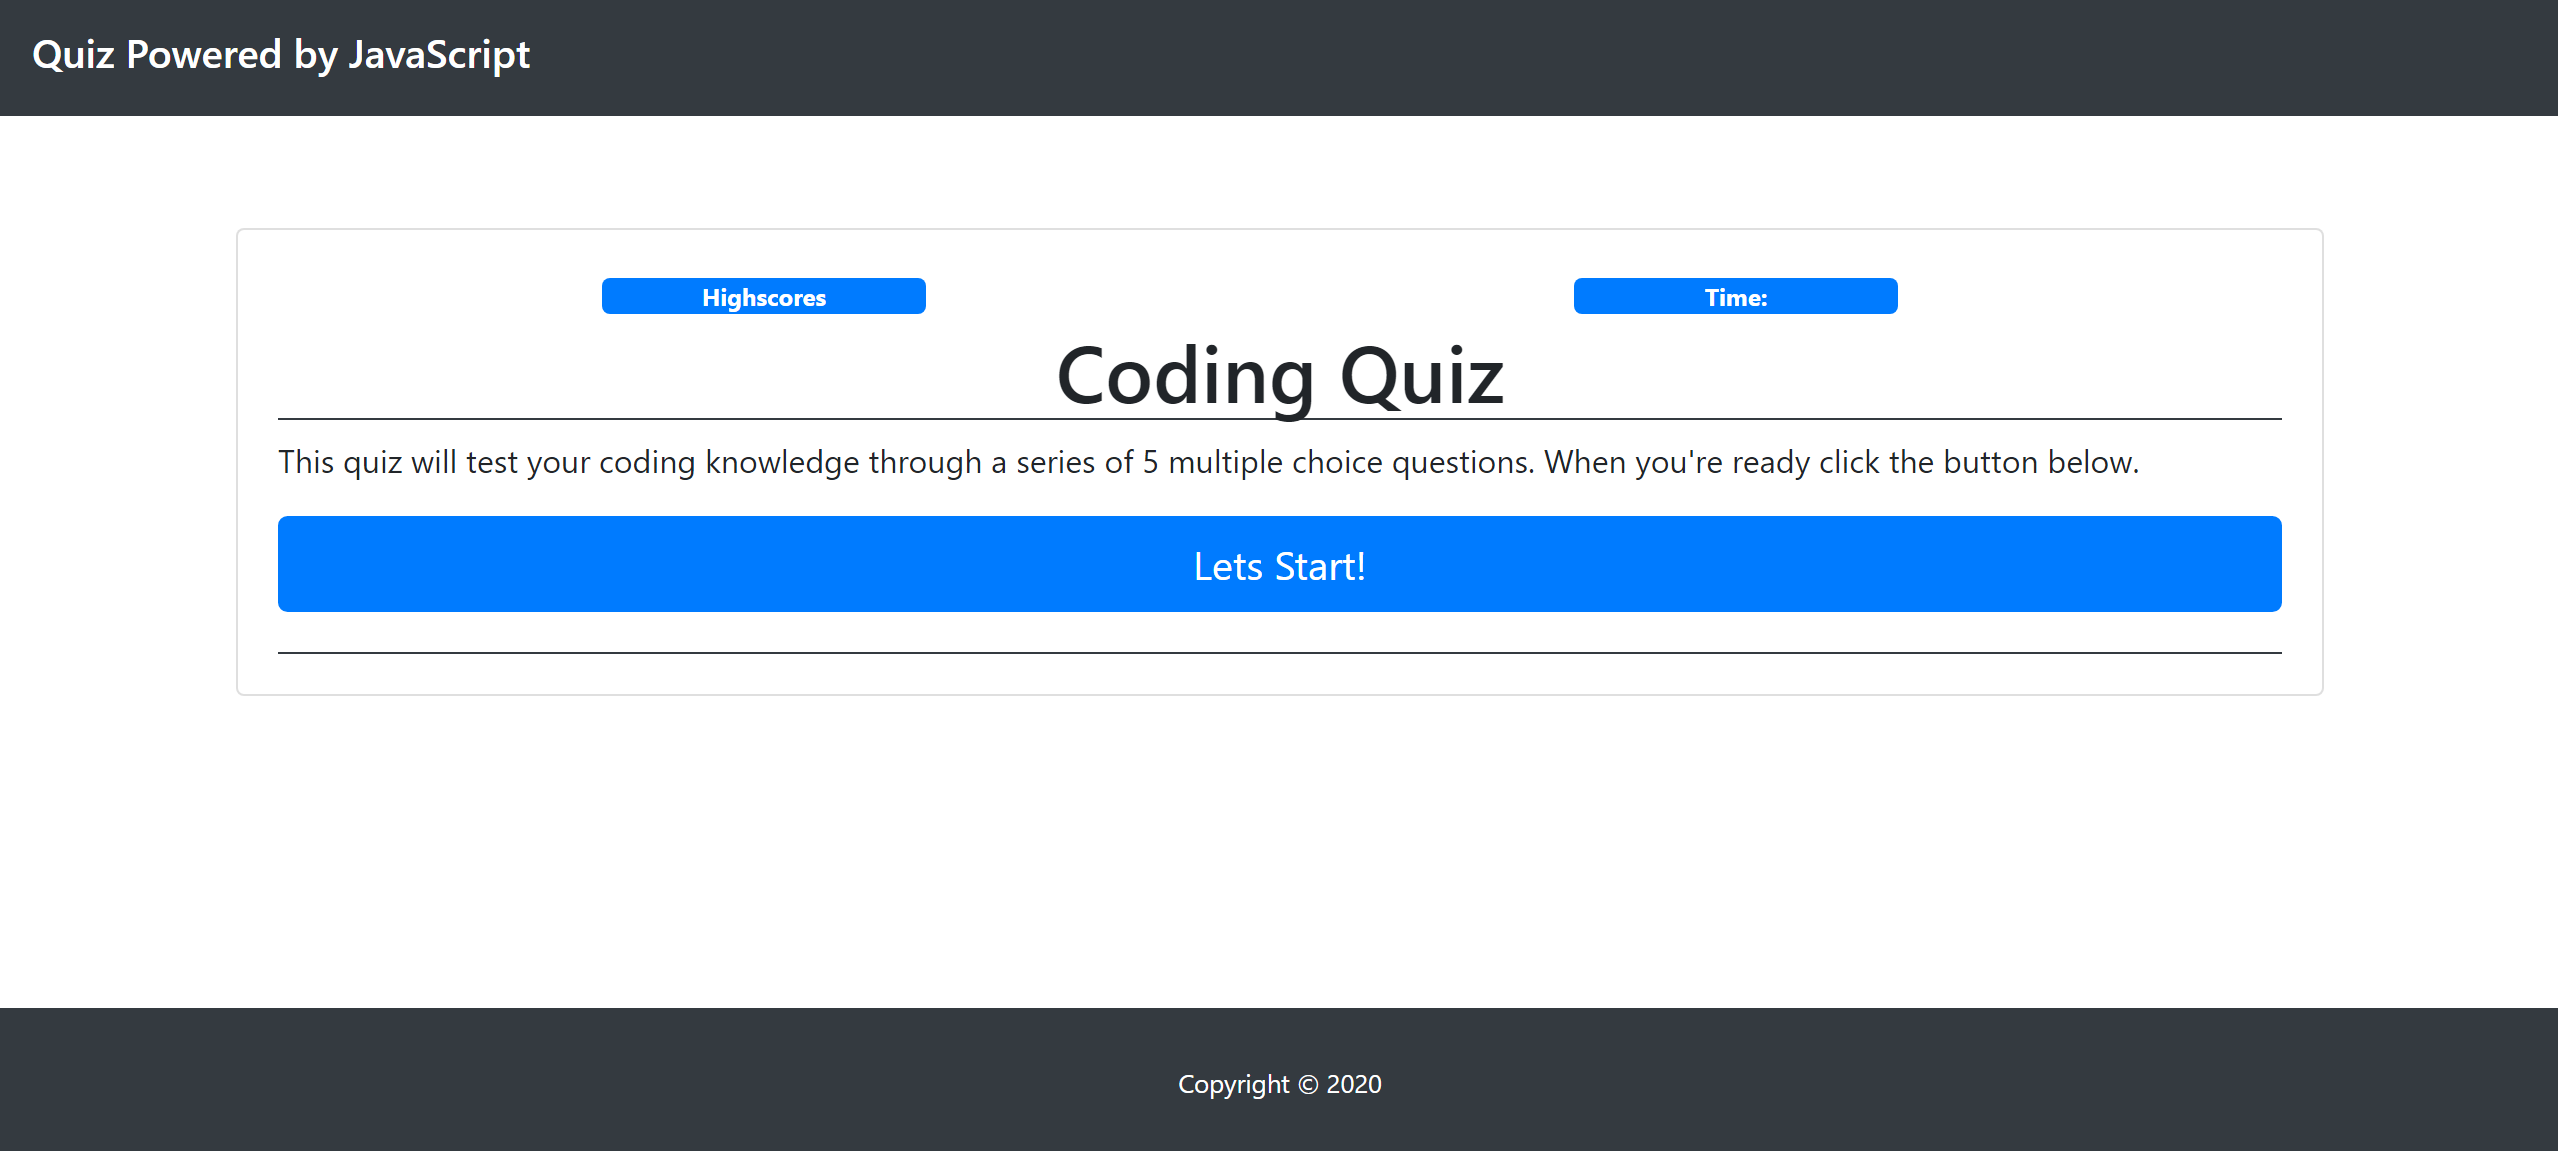 Quiz Powered by JavaScript
Highscores
Time:
Coding Quiz
This quiz will test your coding knowledge through a series of 5 multiple choice questions. When you're ready click the button below.
Lets Start!
Copyright © 2020